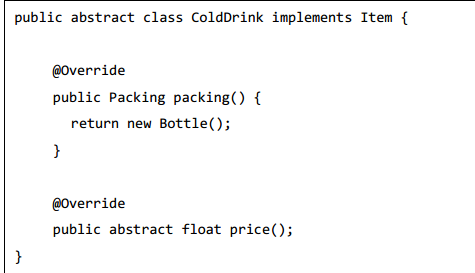 public abstract class ColdDrink implements Item {
@Override
public Packing packing() {
return new Bottle();
}
@Override
public abstract float price();
}